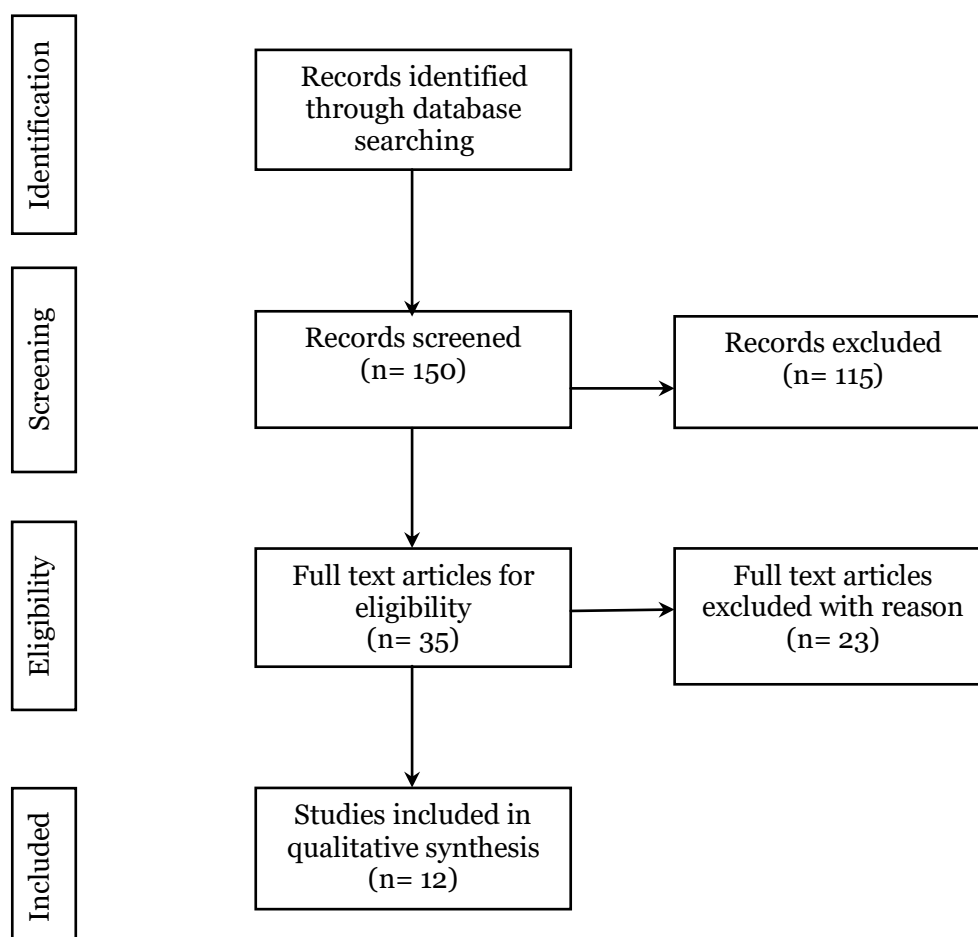 Identification
Records identified
through database
searching
Screening
Records screened
(n= 150)
Records excluded
(n= 115)
Eligibility
Full text articles for
eligibility
(n= 35)
Full text articles
excluded with reason
(n= 23)
Included
Studies included in
qualitative synthesis
(n= 12)